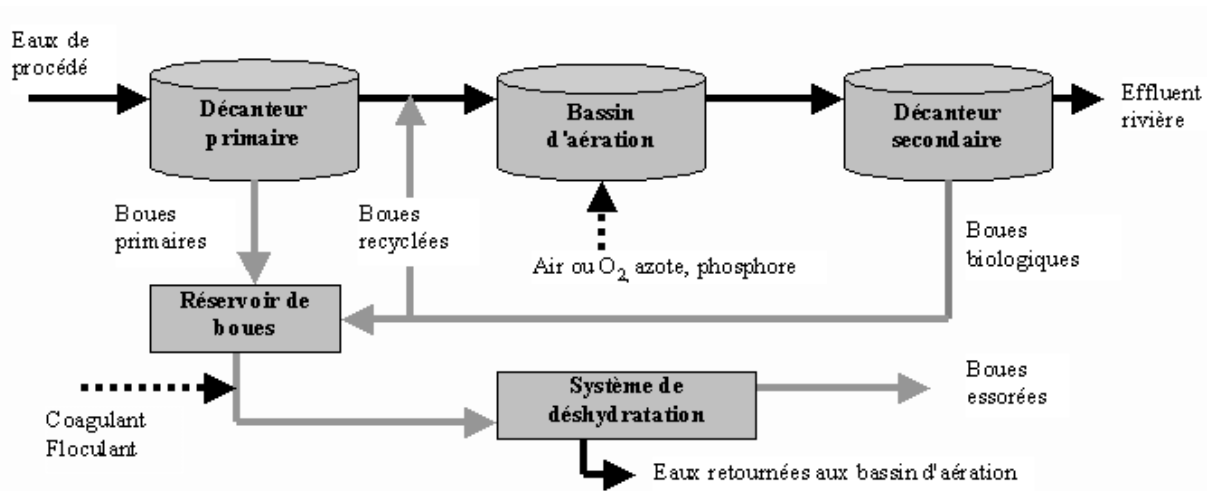 Eaux de
procédé
Décanteur
primaire
Bassin
d'aération
Décanteur
secondaire
Effluent
rivière
Boues
primaires
Boues
recyclées
Air ou O2, azote, phosphore
Boues
biologiques
Réservoir de
boues
Coagulant
Floculant
Système de
déshydratation
Boues
essorées
Eaux retournées aux bassin d'aération